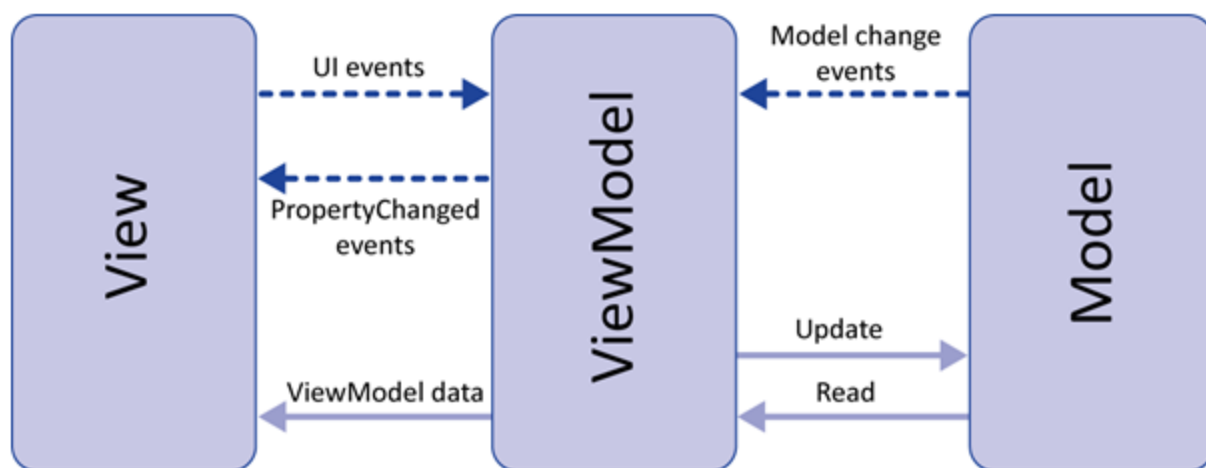 View
UI events
PropertyChanged
events
ViewModel data
ViewModel
Model change
events
Update
Read
Model